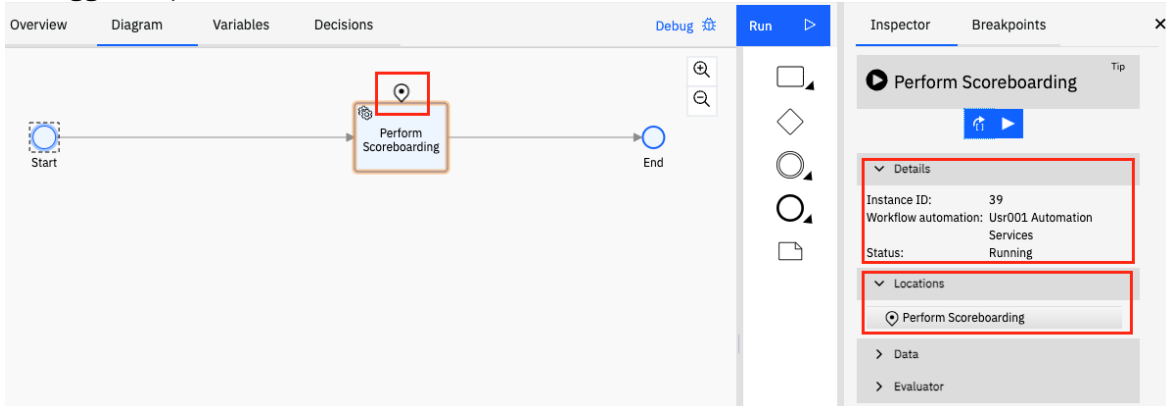 Overview Diagram Variables Decisions Debug Run Inspector Breakpoints
Tip
Perform Scoreboarding
Perform
Scoreboarding
Start
End
Details
Instance ID: 39
Workflow automation: Usr001 Automation
Services
Status: Running
Locations
Perform Scoreboarding
Data
Evaluator